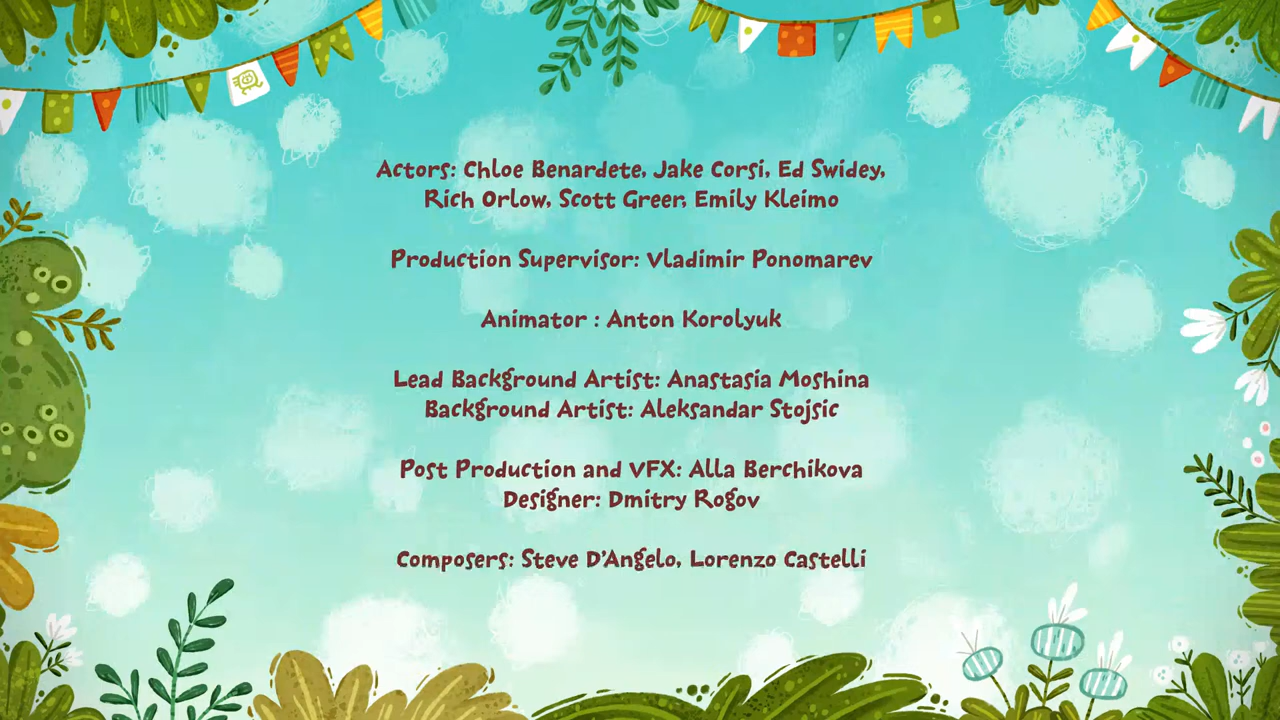 Actors: Chloe Benardete, Jake Corsi, Ed Swidey,
Rich Orlow, Scott Greer, Emily Kleimo
Production Supervisor: Vladimir Ponomarev
Animator : Anton Korolyuk
Lead Background Artist: Anastasia Moshina
Background Artist: Aleksandar Stojsic
Post Production and VFX: Alla Berchikova
Designer: Dmitry Rogov
Composers: Steve D'Angelo, Lorenzo Castelli